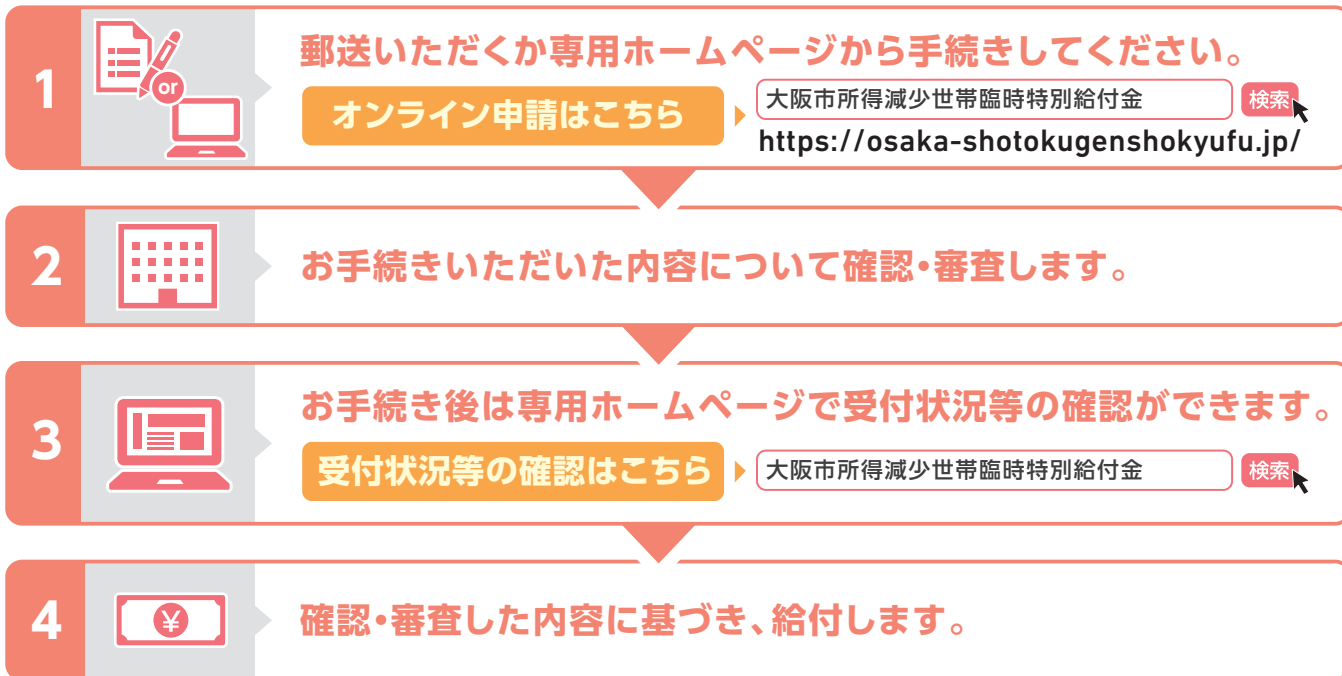 1
or
郵送いただくか専用ホームページから手続きしてください。
オンライン申請はこちら
大阪市所得減少世帯臨時特別給付金
検索
https://osaka-shotokugenshokyufu.jp/
2
お手続きいただいた内容について確認・審査します。
3
お手続き後は専用ホームページで受付状況等の確認ができます。
受付状況等の確認はこちら
大阪市所得減少世帯臨時特別給付金
検索
4
¥
確認・審査した内容に基づき、給付します。